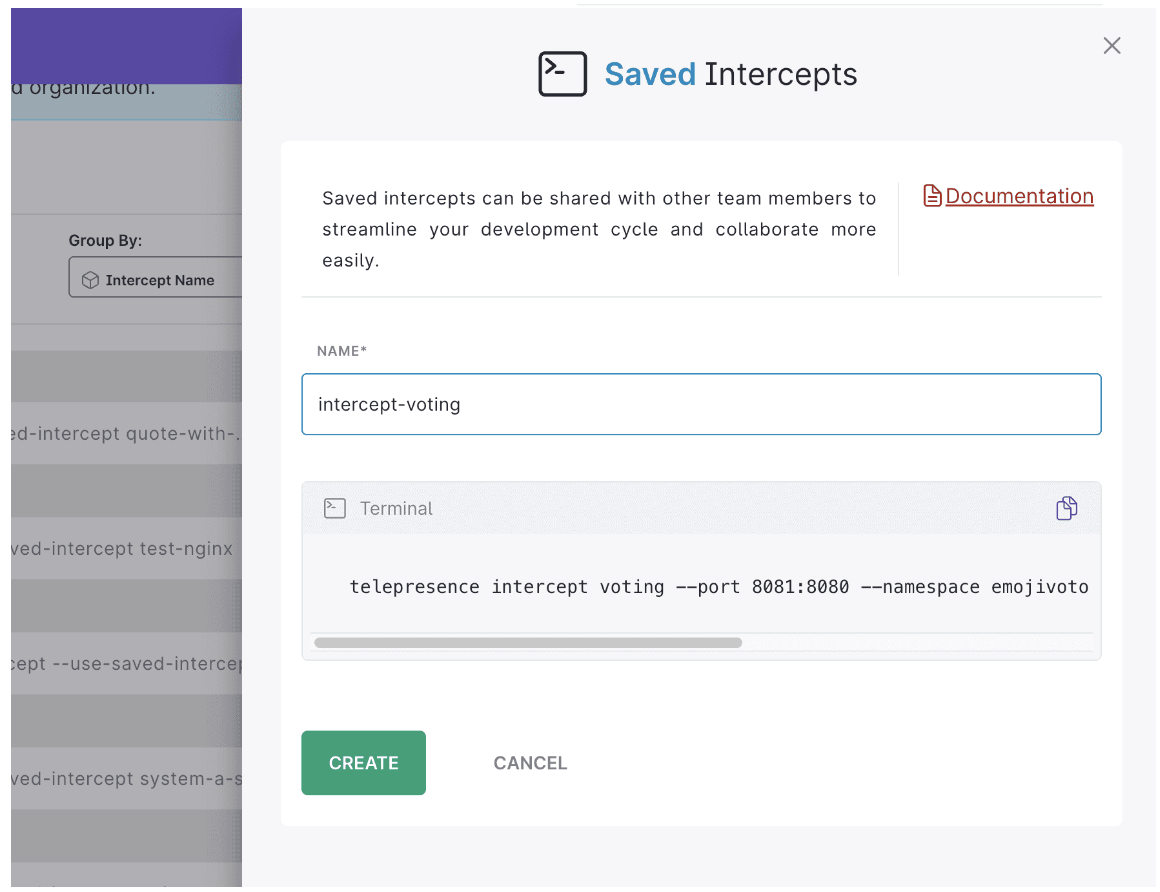 d organization.
Group By:
Intercept Name
ed-intercept quote-with-..
ved-intercept test-nginx
cept --use-saved-intercep
ved-intercept system-a-s
Saved Intercepts
Saved intercepts can be shared with other team members to
streamline your development cycle and collaborate more
easily.
Documentation
NAME*
intercept-voting
Terminal
telepresence intercept voting --port 8081:8080 --namespace emojivoto
CREATE
CANCEL